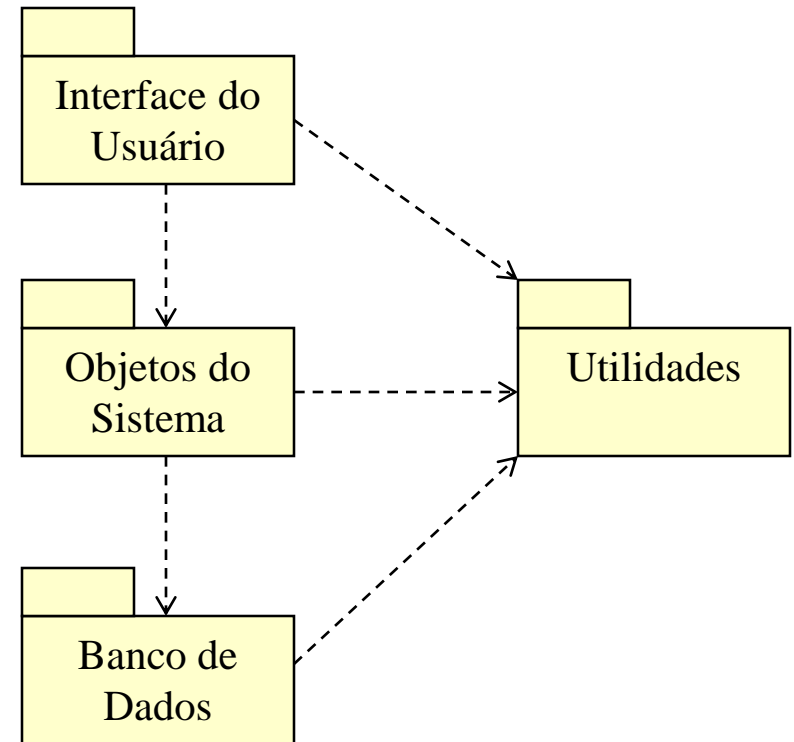 Interface do
Usuário
Objetos do
Sistema
Utilidades
Banco de
Dados